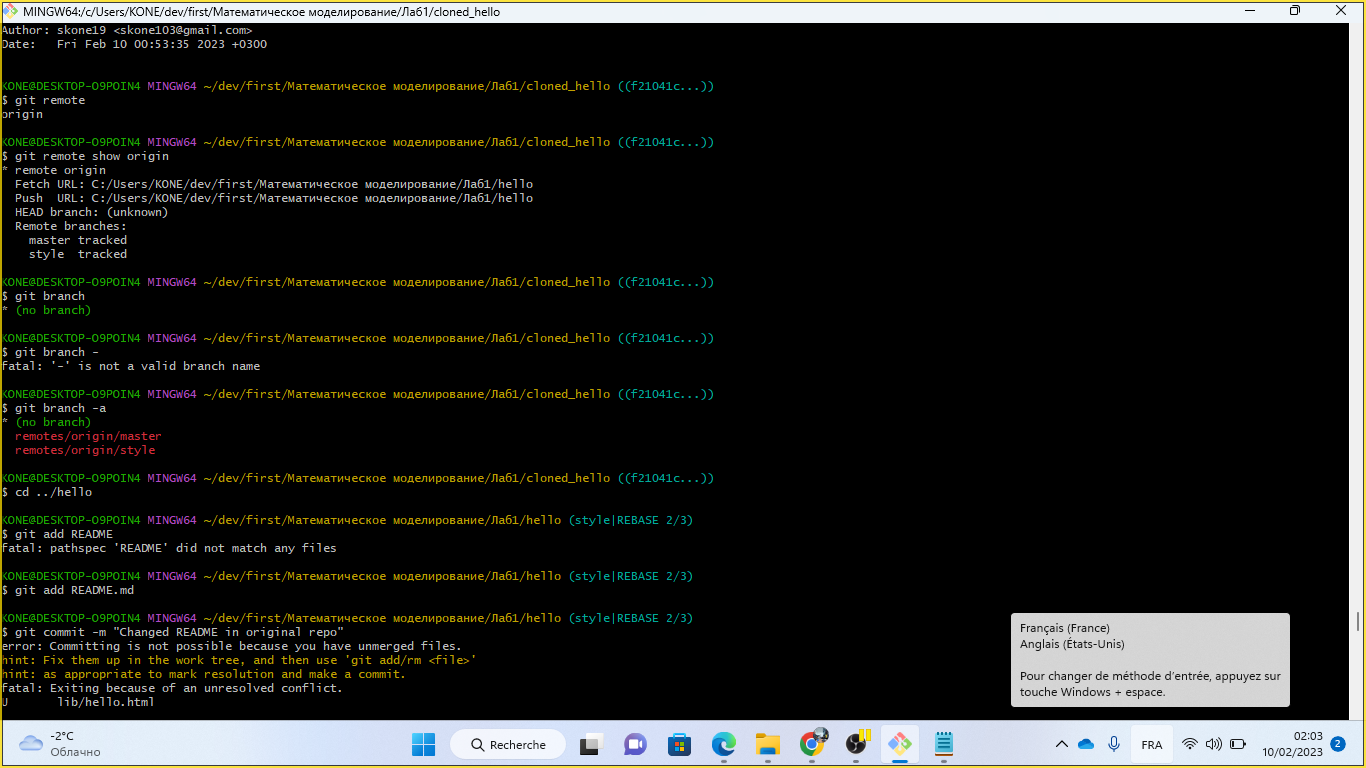 MINGW64:/c/Users/KONE/dev/first/Математическое моделирование/Лаб1/cloned_hello
Author: skone19 <skone103@gmail.com>
Date:   Fri Feb 10 00:53:35 2023 +0300
KONE@DESKTOP-O9POIN4 MINGW64 ~/dev/first/Математическое моделирование/Лаб1/cloned_hello ((f21041c...))
$ git remote
origin
KONE@DESKTOP-O9POIN4 MINGW64 ~/dev/first/Математическое моделирование/Лаб1/cloned_hello ((f21041c...))
$ git remote show origin
* remote origin
  Fetch URL: C:/Users/KONE/dev/first/Математическое моделирование/Лаб1/hello
  Push  URL: C:/Users/KONE/dev/first/Математическое моделирование/Лаб1/hello
  HEAD branch: (unknown)
  Remote branches:
    master tracked
    style  tracked
KONE@DESKTOP-O9POIN4 MINGW64 ~/dev/first/Математическое моделирование/Лаб1/cloned_hello ((f21041c...))
$ git branch
* (no branch)
KONE@DESKTOP-O9POIN4 MINGW64 ~/dev/first/Математическое моделирование/Лаб1/cloned_hello ((f21041c...))
$ git branch -
Fatal: '-' is not a valid branch name
KONE@DESKTOP-O9POIN4 MINGW64 ~/dev/first/Математическое моделирование/Лаб1/cloned_hello ((f21041c...))
$ git branch -a
* (no branch)
  remotes/origin/master
  remotes/origin/style
KONE@DESKTOP-O9POIN4 MINGW64 ~/dev/first/Математическое моделирование/Лаб1/cloned_hello ((f21041c...))
$ cd ../hello
KONE@DESKTOP-O9POIN4 MINGW64 ~/dev/first/Математическое моделирование/Лаб1/hello (style|REBASE 2/3)
$ git add README
Fatal: pathspec 'README' did not match any files
KONE@DESKTOP-O9POIN4 MINGW64 ~/dev/first/Математическое моделирование/Лаб1/hello (style|REBASE 2/3)
$ git add README.md
KONE@DESKTOP-O9POIN4 MINGW64 ~/dev/first/Математическое моделирование/Лаб1/hello (style|REBASE 2/3)
$ git commit -m "Changed README in original repo"
error: Committing is not possible because you have unmerged files.
hint: Fix them up in the work tree, and then use 'git add/rm <file>'
hint: as appropriate to mark resolution and make a commit.
Fatal: Exiting because of an unresolved conflict.
U       lib/hello.html
Français (France)
Anglais (États-Unis)
Pour changer de méthode d'entrée, appuyez sur
touche Windows + espace.
-2°C
Облачно
Recherche
FRA
02:03
10/02/2023
2